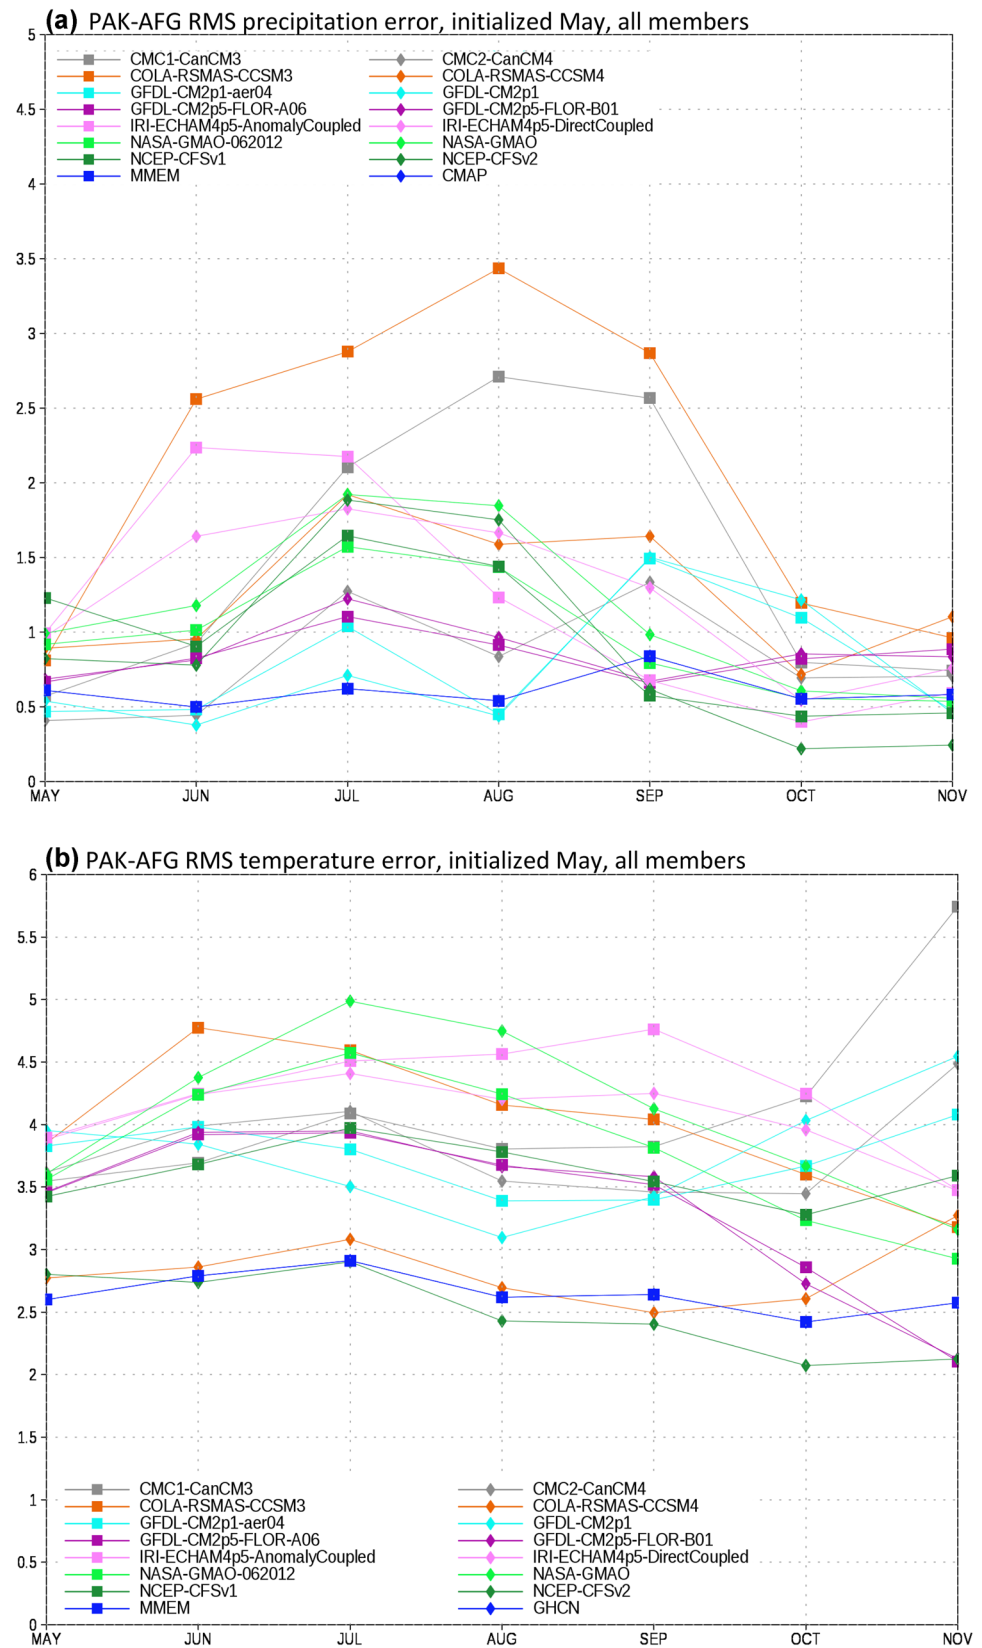 (a) PAK-AFG RMS precipitation error, initialized May, all members
5
CMC1-CanCM3 CMC2-CanCM4
COLA-RSMAS-CCSM3 COLA-RSMAS-CCSM4
GFDL-CM2p1-aer04 GFDL-CM2p1
4.5
GFDL-CM2p5-FLOR-A06 GFDL-CM2p5-FLOR-B01
IRI-ECHAM4p5-AnomalyCoupled IRI-ECHAM4p5-DirectCoupled
NASA-GMAO-062012 NASA-GMAO
NCEP-CFSv1 NCEP-CFSv2
MMEM CMAP
4
3.5
3
2.5
2
1.5
1
0.5
0
MAY JUN JUL AUG SEP OCT NOV
(b) PAK-AFG RMS temperature error, initialized May, all members
6
5.5
5
4.5
4
3.5
3
2.5
2
1.5
CMC1-CanCM3 CMC2-CanCM4
1
COLA-RSMAS-CCSM3 COLA-RSMAS-CCSM4
GFDL-CM2p1-aer04 GFDL-CM2p1
GFDL-CM2p5-FLOR-A06 GFDL-CM2p5-FLOR-B01
IRI-ECHAM4p5-AnomalyCoupled IRI-ECHAM4p5-DirectCoupled
0.5
NASA-GMAO-062012 NASA-GMAO
NCEP-CFSv1 NCEP-CFSv2
MMEM GHCN
0
MAY JUN JUL AUG SEP OCT NOV